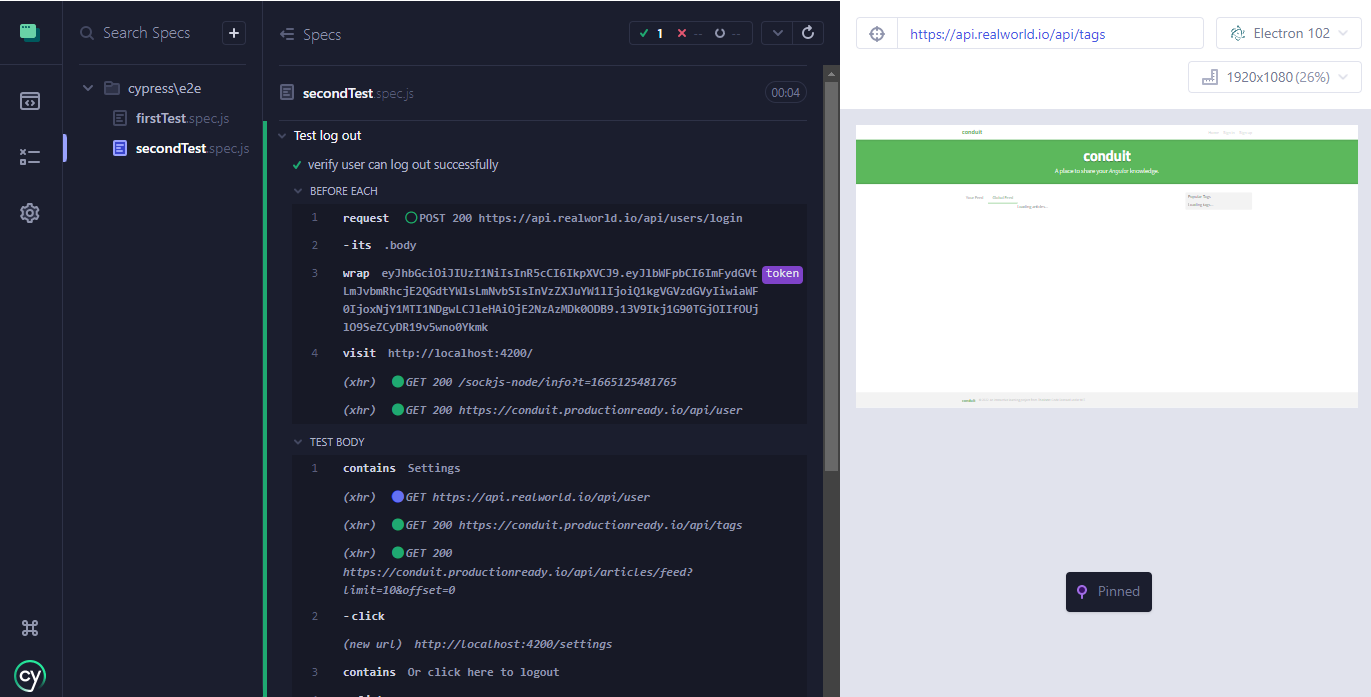 Search Specs
+
Specs
1
--
--
cypress\e2e
firstTest.spec.js
secondTest.spec.js
secondTest.spec.js
00:04
Test log out
verify user can log out successfully
BEFORE EACH
1 request POST 200 https://api.realworld.io/api/users/login
2 -its .body
3 wrap eyJhbGciOiJIUzI1NiIsInR5cCI6IkpXVCJ9.eyJlbWFpbCI6ImFydGVt token
LmJvbmRhcjE2QGdtYWlsLmNvbSIsInVzZXJuYW1lIjoiQ1kgVGVzdGVyIiwiaWF
0IjoxNjY1MTI1NDgwLCJleHAiOjE2NzAzMDk0ODB9.13V9Ikj1G90TGjOIIfOUj
lO9SeZCyDR19v5wno0Ykmk
4 visit http://localhost:4200/
(xhr) GET 200 /sockjs-node/info?t=1665125481765
(xhr) GET 200 https://conduit.productionready.io/api/user
TEST BODY
1 contains Settings
(xhr) GET https://api.realworld.io/api/user
(xhr) GET 200 https://conduit.productionready.io/api/tags
(xhr) GET 200
https://conduit.productionready.io/api/articles/feed?
limit=10&offset=0
2 -click
(new url) http://localhost:4200/settings
3 contains Or click here to logout
cy
https://api.realworld.io/api/tags
Electron 102
1920x1080 (26%)
conduit
conduit
A place to share your Angular knowledge.
Your Feed Global Feed
Loading articles...
Popular Tags
Loading tags...
conduit
Pinned